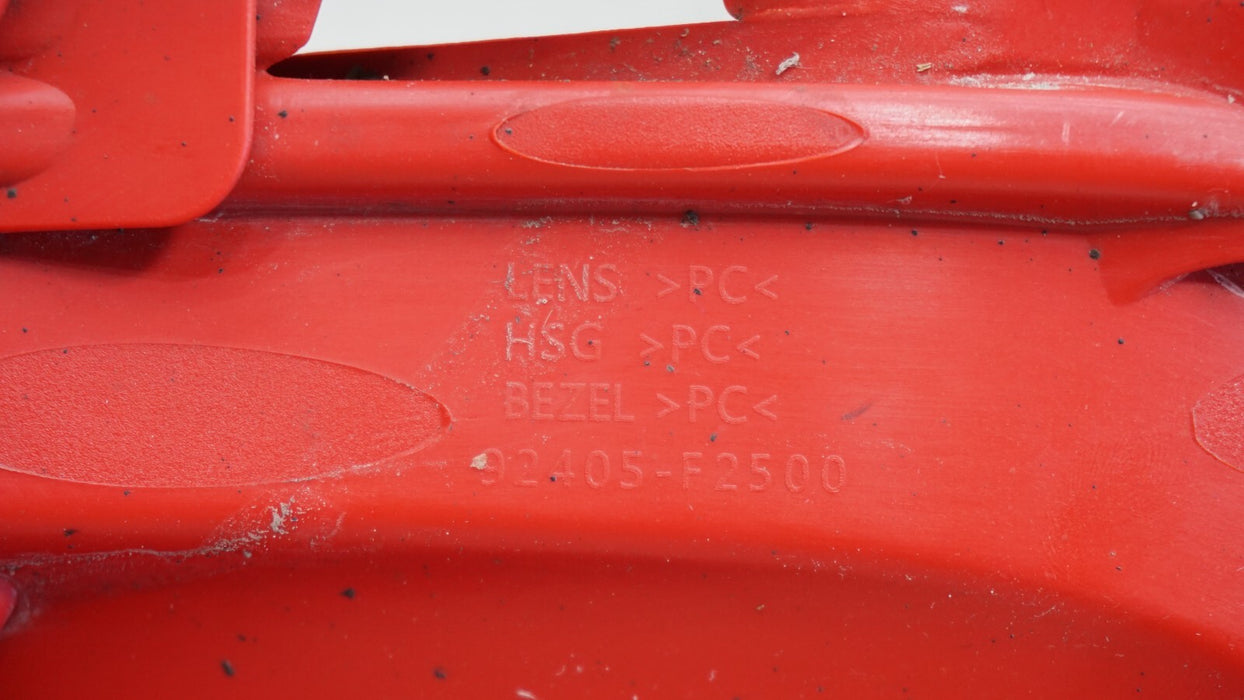 LENS >PC<
HSG >PC<
BEZEL >PC<
92405-F2500